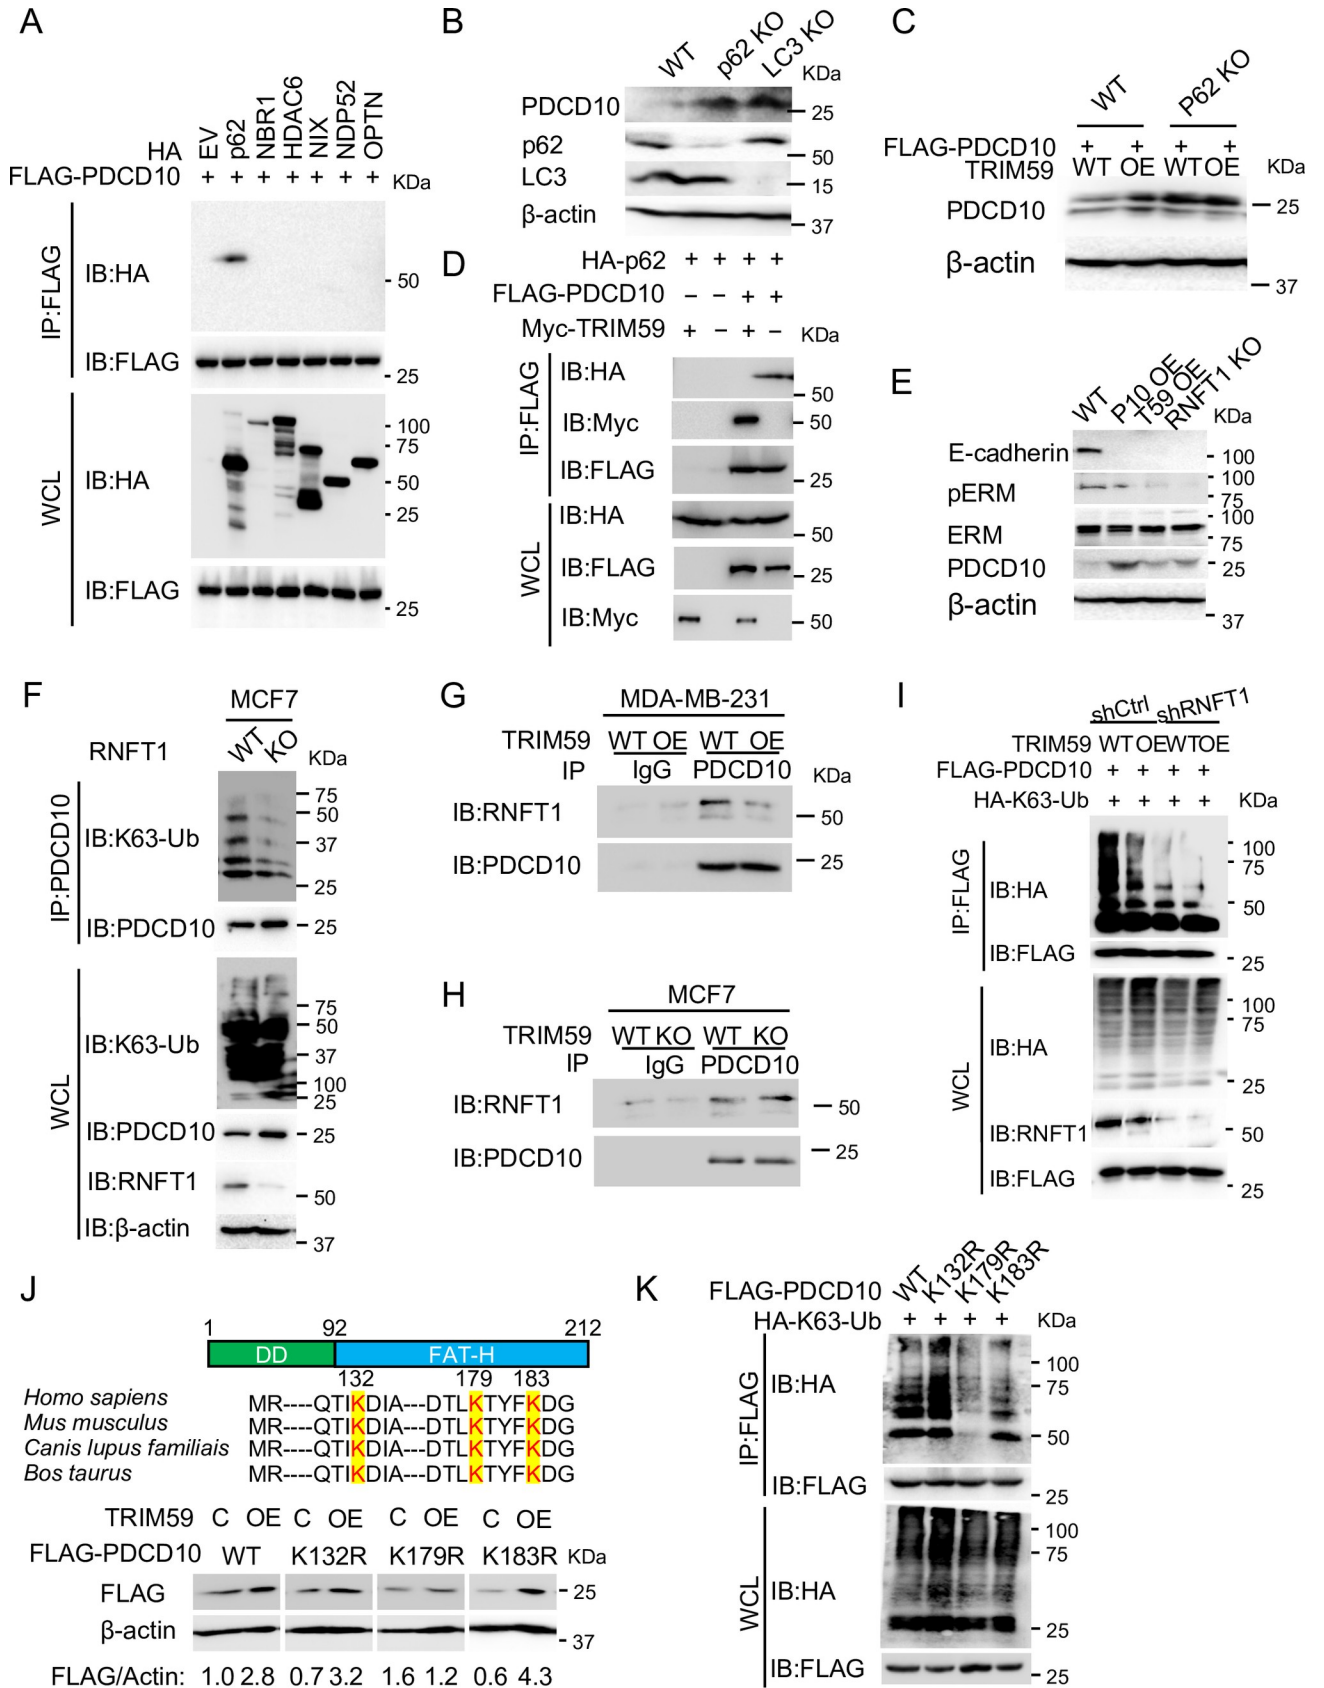 A
HA EV p62 NBR1 HDAC6 NIX NDP52 OPTN
FLAG-PDCD10 + + + + + + + KDa
IP:FLAG
IB:HA
50
IB:FLAG
25
WCL
IB:HA
100
75
50
25
IB:FLAG
25
B
WT p62 KO LC3 KO
KDa
PDCD10 25
p62 50
LC3 15
β-actin
37
C
WT P62 KO
FLAG-PDCD10 + + + +
TRIM59 WT OE WT OE KDa
PDCD10 25
β-actin
37
D
HA-p62 + + + +
FLAG-PDCD10 − − + +
Myc-TRIM59 + − + − KDa
IP:FLAG
IB:HA
50
IB:Myc 50
IB:FLAG 25
WCL
IB:HA
50
IB:FLAG 25
IB:Myc 50
E
WT P10 OE T59 OE RNFT1 KO
KDa
E-cadherin 100
pERM 100
75
ERM 100
75
PDCD10 25
β-actin
37
F
MCF7
RNFT1 WT KO
KDa
IP:PDCD10
IB:K63-Ub
75
50
37
25
IB:PDCD10 25
WCL
IB:K63-Ub
75
50
37
100
25
IB:PDCD10 25
IB:RNFT1
50
IB:β-actin
37
G
MDA-MB-231
TRIM59 WT OE WT OE
IP IgG PDCD10 KDa
IB:RNFT1 50
IB:PDCD10 25
H
MCF7
TRIM59 WT KO WT KO
IP IgG PDCD10
IB:RNFT1 50
IB:PDCD10 25
I
shCtrl shRNFT1
TRIM59 WT OE WT OE
FLAG-PDCD10 + + + +
HA-K63-Ub + + + + KDa
IP:FLAG
IB:HA
100
75
50
IB:FLAG
25
WCL
IB:HA
100
75
25
IB:RNFT1 50
IB:FLAG
25
J
1 92 212
DD FAT-H
132 179 183
Homo sapiens MR----QTIKDIA---DTLKTYFKDG
Mus musculus MR----QTIKDIA---DTLKTYFKDG
Canis lupus familiais MR----QTIKDIA---DTLKTYFKDG
Bos taurus MR----QTIKDIA---DTLKTYFKDG
TRIM59 C OE C OE C OE C OE
FLAG-PDCD10 WT K132R K179R K183R KDa
FLAG 25
β-actin
37
FLAG/Actin: 1.0 2.8 0.7 3.2 1.6 1.2 0.6 4.3
K
FLAG-PDCD10 WT K132R K179R K183R
HA-K63-Ub + + + + KDa
IP:FLAG
IB:HA
100
75
50
IB:FLAG
25
WCL
IB:HA
100
75
25
IB:FLAG 25